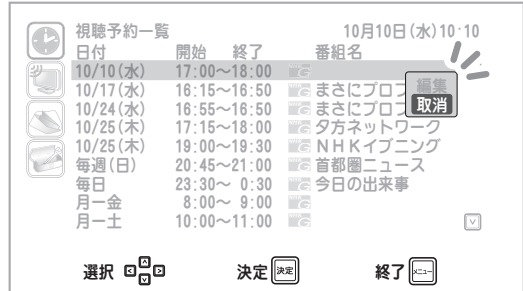 視聴予約一覧 10月10日(水)10:10
日付 開始 終了 番組名
10/10(水) 17:00～18:00
10/17(水) 16:15～16:50 まさにプロフ
10/24(水) 16:55～16:50 まさにプロフ
10/25(木) 17:15～18:00 夕方ネットワーク
10/25(木) 19:00～19:30 NHKイブニング
毎週(日) 20:45～21:00 首都圏ニュース
毎日 23:30～ 0:30 今日の出来事
月ー金 8:00～ 9:00
月ー土 10:00～11:00
編集
取消
選択 決定 決定 終了 メニュー